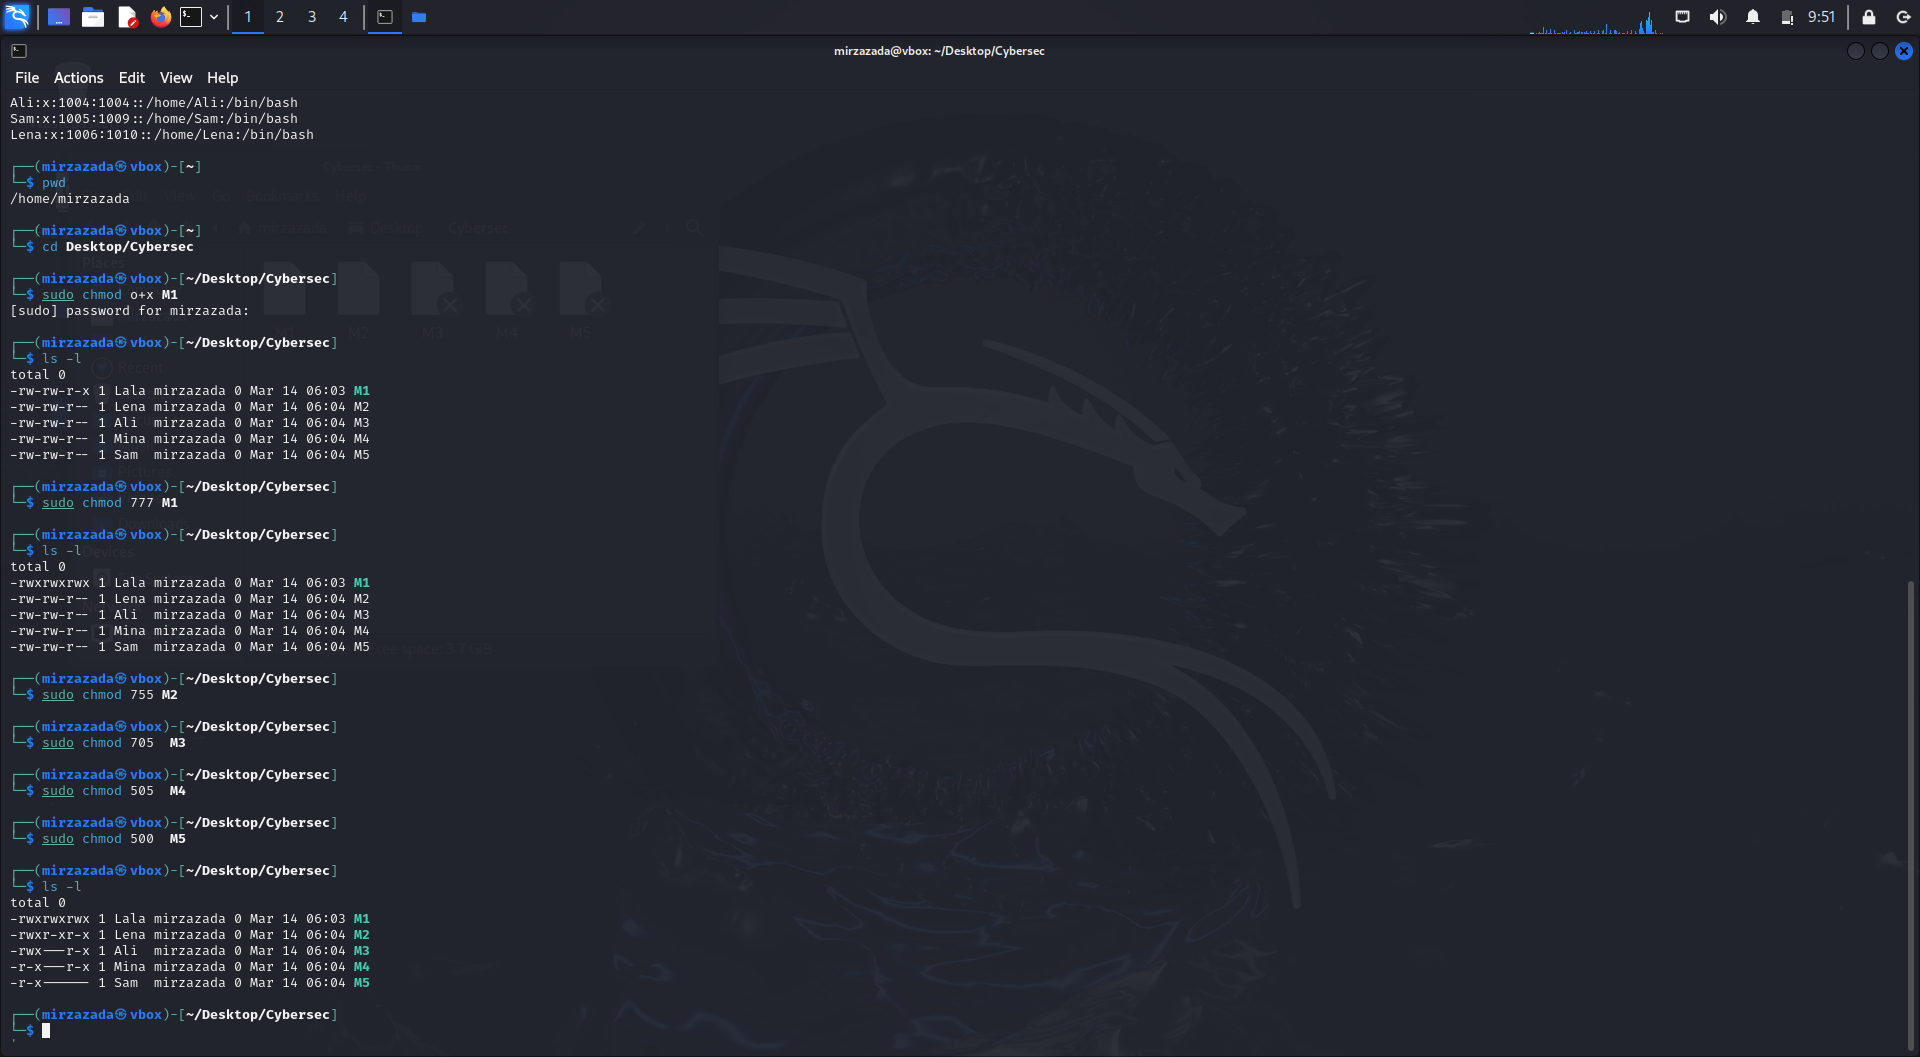 1 2 3 4 9:51
mirzazada@vbox: ~/Desktop/Cybersec
File Actions Edit View Help
Ali:x:1004:1004::/home/Ali:/bin/bash
Sam:x:1005:1009::/home/Sam:/bin/bash
Lena:x:1006:1010::/home/Lena:/bin/bash
┌──(mirzazada㉿vbox)-[~]
└─$ pwd
/home/mirzazada
┌──(mirzazada㉿vbox)-[~]
└─$ cd Desktop/Cybersec
┌──(mirzazada㉿vbox)-[~/Desktop/Cybersec]
└─$ sudo chmod o+x M1
[sudo] password for mirzazada:
┌──(mirzazada㉿vbox)-[~/Desktop/Cybersec]
└─$ ls -l
total 0
-rw-rw-r-x 1 Lala mirzazada 0 Mar 14 06:03 M1
-rw-rw-r-- 1 Lena mirzazada 0 Mar 14 06:04 M2
-rw-rw-r-- 1 Ali  mirzazada 0 Mar 14 06:04 M3
-rw-rw-r-- 1 Mina mirzazada 0 Mar 14 06:04 M4
-rw-rw-r-- 1 Sam  mirzazada 0 Mar 14 06:04 M5
┌──(mirzazada㉿vbox)-[~/Desktop/Cybersec]
└─$ sudo chmod 777 M1
┌──(mirzazada㉿vbox)-[~/Desktop/Cybersec]
└─$ ls -l
total 0
-rwxrwxrwx 1 Lala mirzazada 0 Mar 14 06:03 M1
-rw-rw-r-- 1 Lena mirzazada 0 Mar 14 06:04 M2
-rw-rw-r-- 1 Ali  mirzazada 0 Mar 14 06:04 M3
-rw-rw-r-- 1 Mina mirzazada 0 Mar 14 06:04 M4
-rw-rw-r-- 1 Sam  mirzazada 0 Mar 14 06:04 M5
┌──(mirzazada㉿vbox)-[~/Desktop/Cybersec]
└─$ sudo chmod 755 M2
┌──(mirzazada㉿vbox)-[~/Desktop/Cybersec]
└─$ sudo chmod 705  M3
┌──(mirzazada㉿vbox)-[~/Desktop/Cybersec]
└─$ sudo chmod 505  M4
┌──(mirzazada㉿vbox)-[~/Desktop/Cybersec]
└─$ sudo chmod 500  M5
┌──(mirzazada㉿vbox)-[~/Desktop/Cybersec]
└─$ ls -l
total 0
-rwxrwxrwx 1 Lala mirzazada 0 Mar 14 06:03 M1
-rwxr-xr-x 1 Lena mirzazada 0 Mar 14 06:04 M2
-rwx---r-x 1 Ali  mirzazada 0 Mar 14 06:04 M3
-r-x---r-x 1 Mina mirzazada 0 Mar 14 06:04 M4
-r-x------ 1 Sam  mirzazada 0 Mar 14 06:04 M5
┌──(mirzazada㉿vbox)-[~/Desktop/Cybersec]
└─$